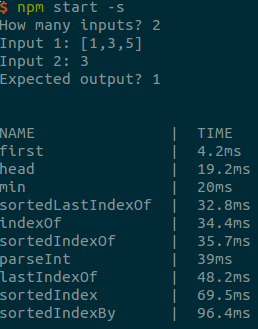 $ npm start -s
How many inputs? 2
Input 1: [1,3,5]
Input 2: 3
Expected output? 1
NAME | TIME
first | 4.2ms
head | 19.2ms
min | 20ms
sortedLastIndexOf | 32.8ms
indexOf | 34.4ms
sortedIndexOf | 35.7ms
parseInt | 39ms
lastIndexOf | 48.2ms
sortedIndex | 69.5ms
sortedIndexBy | 96.4ms